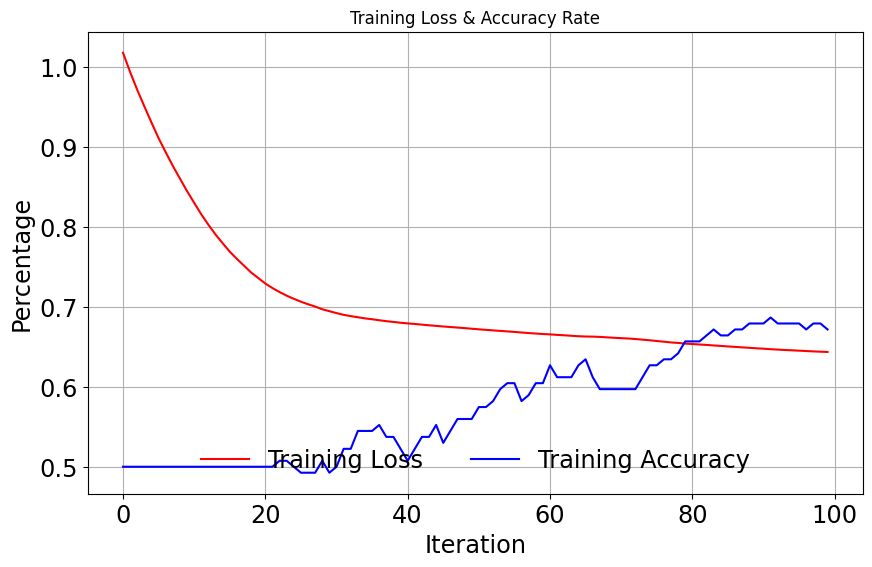 Training Loss & Accuracy Rate
1.0
0.9
0.8
0.7
0.6
0.5
Percentage
Training Loss Training Accuracy
0 20 40 60 80 100
Iteration